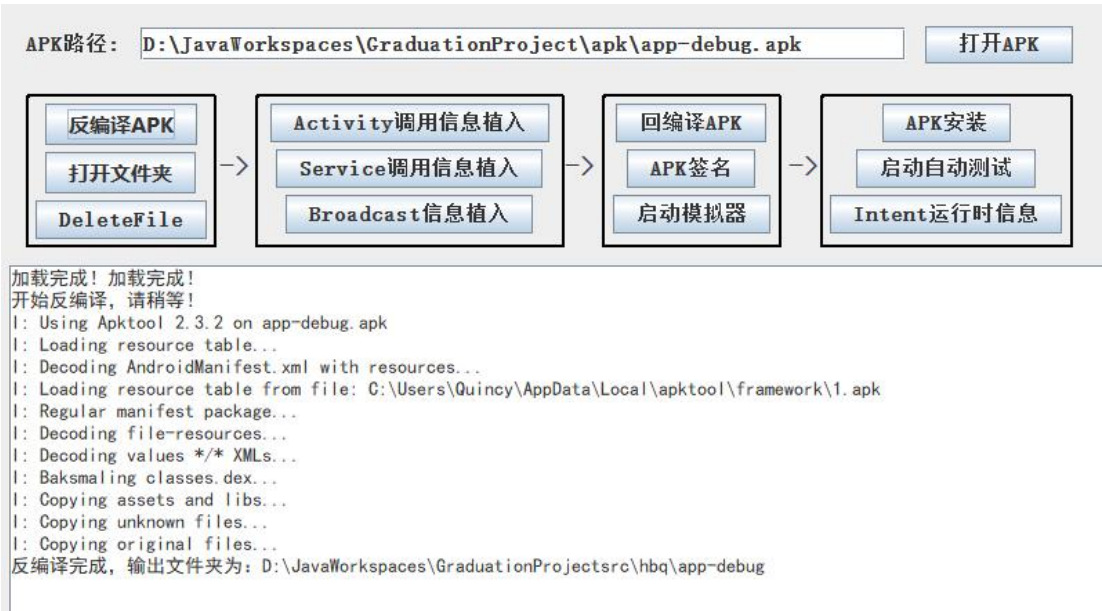 APK路径： D:\JavaWorkspaces\GraduationProject\apk\app-debug.apk 打开APK
反编译APK Activity调用信息植入 回编译APK APK安装
打开文件夹 -> Service调用信息植入 -> APK签名 -> 启动自动测试
DeleteFile Broadcast信息植入 启动模拟器 Intent运行时信息
加载完成！加载完成！
开始反编译，请稍等！
I: Using Apktool 2.3.2 on app-debug.apk
I: Loading resource table...
I: Decoding AndroidManifest.xml with resources...
I: Loading resource table from file: C:\Users\Quincy\AppData\Local\apktool\framework\1.apk
I: Regular manifest package...
I: Decoding file-resources...
I: Decoding values */* XMLs...
I: Baksmaling classes.dex...
I: Copying assets and libs...
I: Copying unknown files...
I: Copying original files...
反编译完成，输出文件夹为：D:\JavaWorkspaces\GraduationProjectsrc\hbq\app-debug